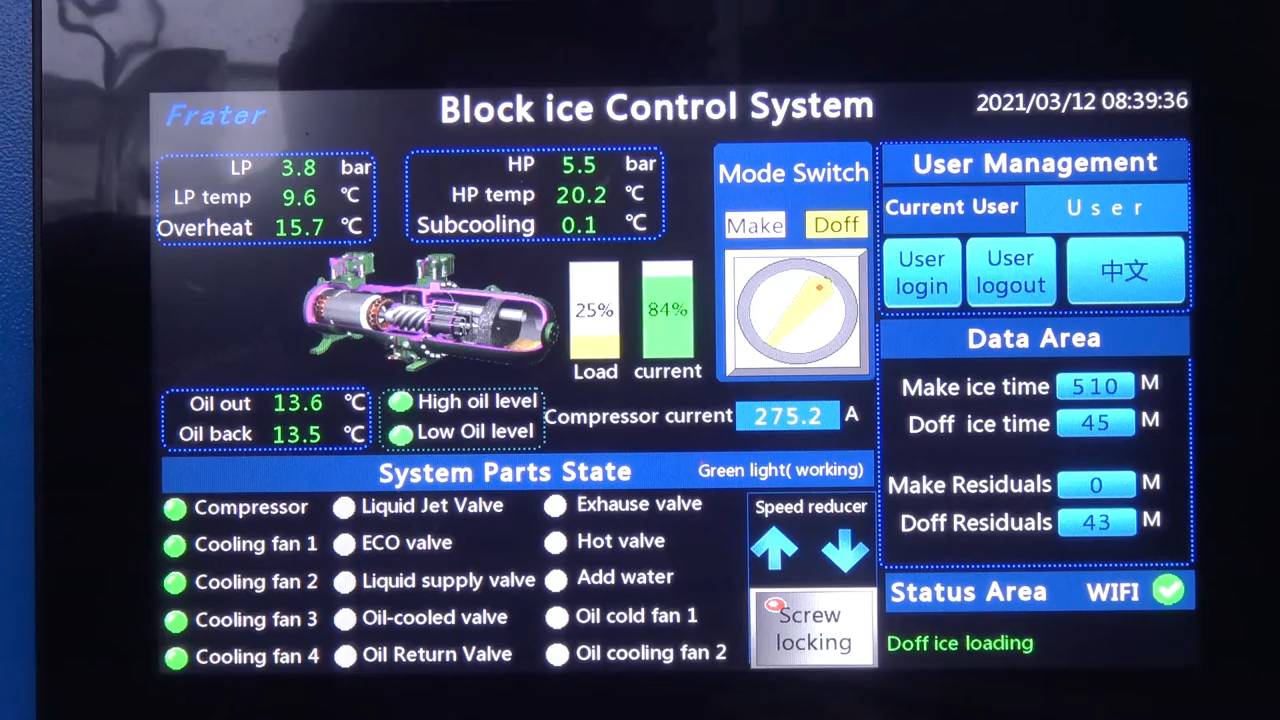 Frater
Block ice Control System
2021/03/12 08:39:36
LP 3.8 bar
LP temp 9.6 ℃
Overheat 15.7 ℃
HP 5.5 bar
HP temp 20.2 ℃
Subcooling 0.1 ℃
Mode Switch
Make Doff
User Management
Current User User
User login
User logout
中文
25%
Load
84%
current
Oil out 13.6 ℃
Oil back 13.5 ℃
High oil level
Low Oil level
Compressor current 275.2 A
Data Area
Make ice time 510 M
Doff ice time 45 M
Make Residuals 0 M
Doff Residuals 43 M
System Parts State Green light( working)
Compressor Liquid Jet Valve Exhause valve
Cooling fan 1 ECO valve Hot valve
Cooling fan 2 Liquid supply valve Add water
Cooling fan 3 Oil-cooled valve Oil cold fan 1
Cooling fan 4 Oil Return Valve Oil cooling fan 2
Speed reducer
Screw
locking
Status Area WIFI
Doff ice loading